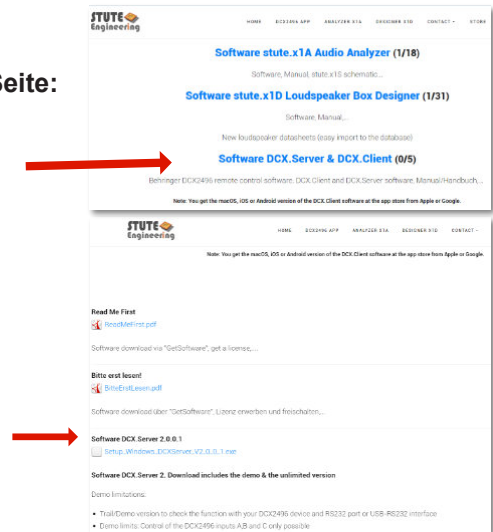 Seite:
STUTE
Engineering
HOME DCX2496 APP ANALYZER X1A DESIGNER X1D CONTACT STORE
Software stute.x1A Audio Analyzer (1/18)
Software, Manual, stute.x1S schematic...
Software stute.x1D Loudspeaker Box Designer (1/31)
Software, Manual,...
New loudspeaker datasheets (easy import to the database)
Software DCX.Server & DCX.Client (0/5)
Behringer DCX2496 remote control software, DCX.Client and DCX.Server software, Manual/Handbuch,...
Note: You get the macOS, iOS or Android version of the DCX.Client software at the app store from Apple or Google.
STUTE
Engineering
HOME DCX2496 APP ANALYZER X1A DESIGNER X1D CONTACT
Note: You get the macOS, iOS or Android version of the DCX.Client software at the app store from Apple or Google.
Read Me First
ReadMeFirst.pdf
Software download via "GetSoftware", get a license,...
Bitte erst lesen!
BitteErstLesen.pdf
Software download über "GetSoftware", Lizenz erwerben und freischalten,...
Software DCX.Server 2.0.0.1
Setup_Windows_DCXServer_V2_0_0_1.exe
Software DCX.Server 2. Download includes the demo & the unlimited version
Demo limitations:
• Trail/Demo version to check the function with your DCX2496 device and RS232 port or USB-RS232 interface
• Demo limits: Control of the DCX2496 inputs A,B and C only possible